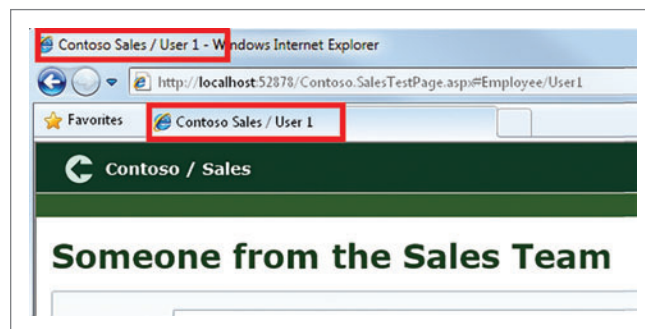 Contoso Sales / User 1 - Windows Internet Explorer
http://localhost:52878/Contoso.SalesTestPage.aspx#Employee/User1
Favorites
Contoso Sales / User 1
Contoso / Sales
Someone from the Sales Team